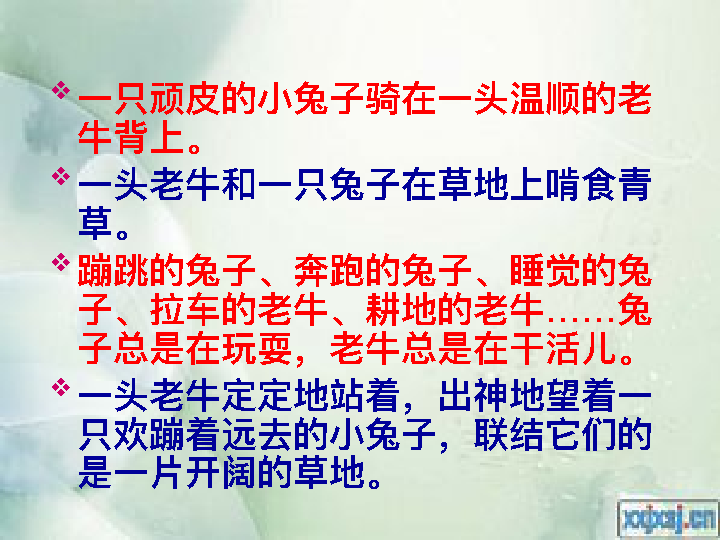 一只顽皮的小兔子骑在一头温顺的老
牛背上。
一头老牛和一只兔子在草地上啃食青
草。
蹦跳的兔子、奔跑的兔子、睡觉的兔
子、拉车的老牛、耕地的老牛……兔
子总是在玩耍，老牛总是在干活儿。
一头老牛定定地站着，出神地望着一
只欢蹦着远去的小兔子，联结它们的
是一片开阔的草地。